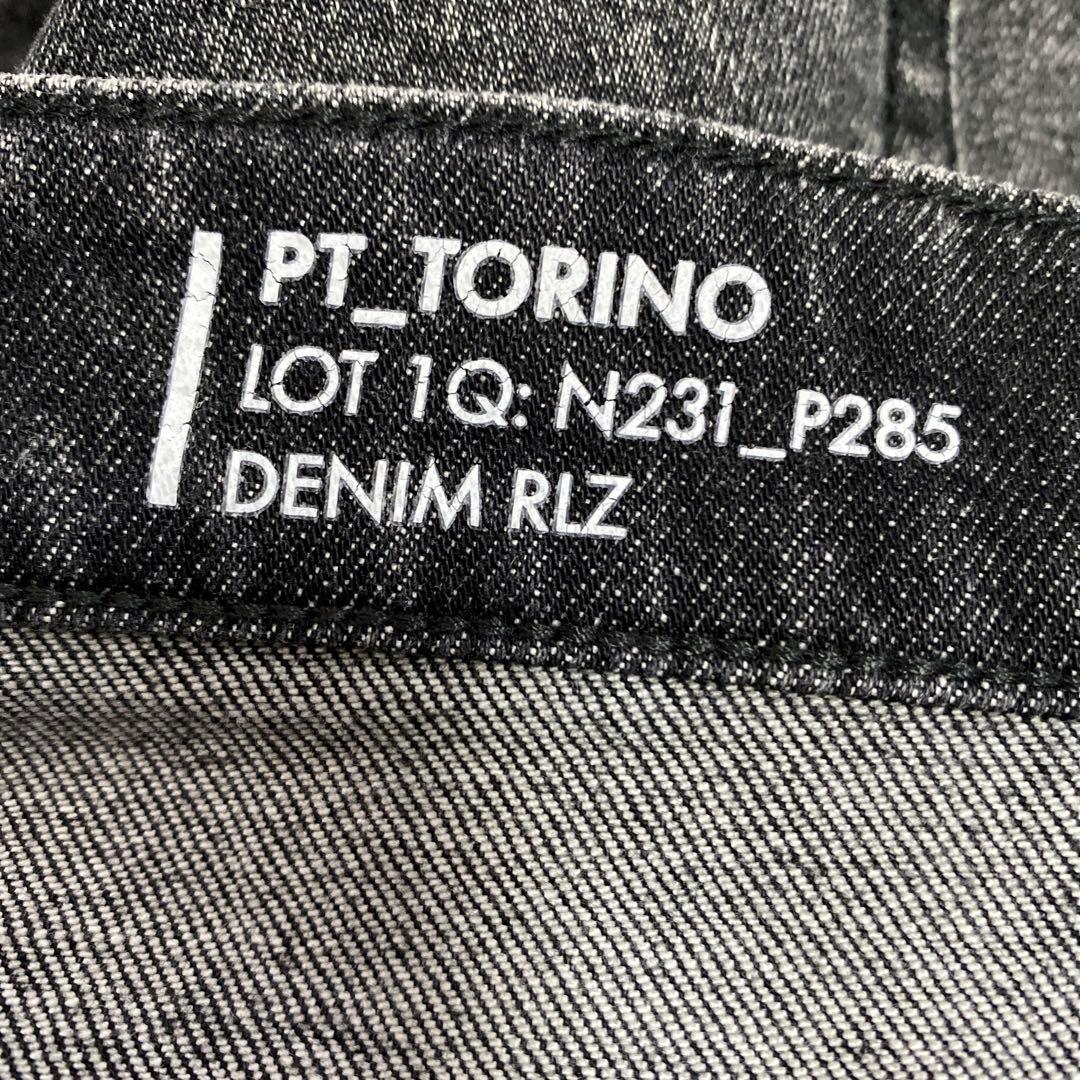 PT_TORINO
LOT 1Q: N231_P285
DENIM RLZ